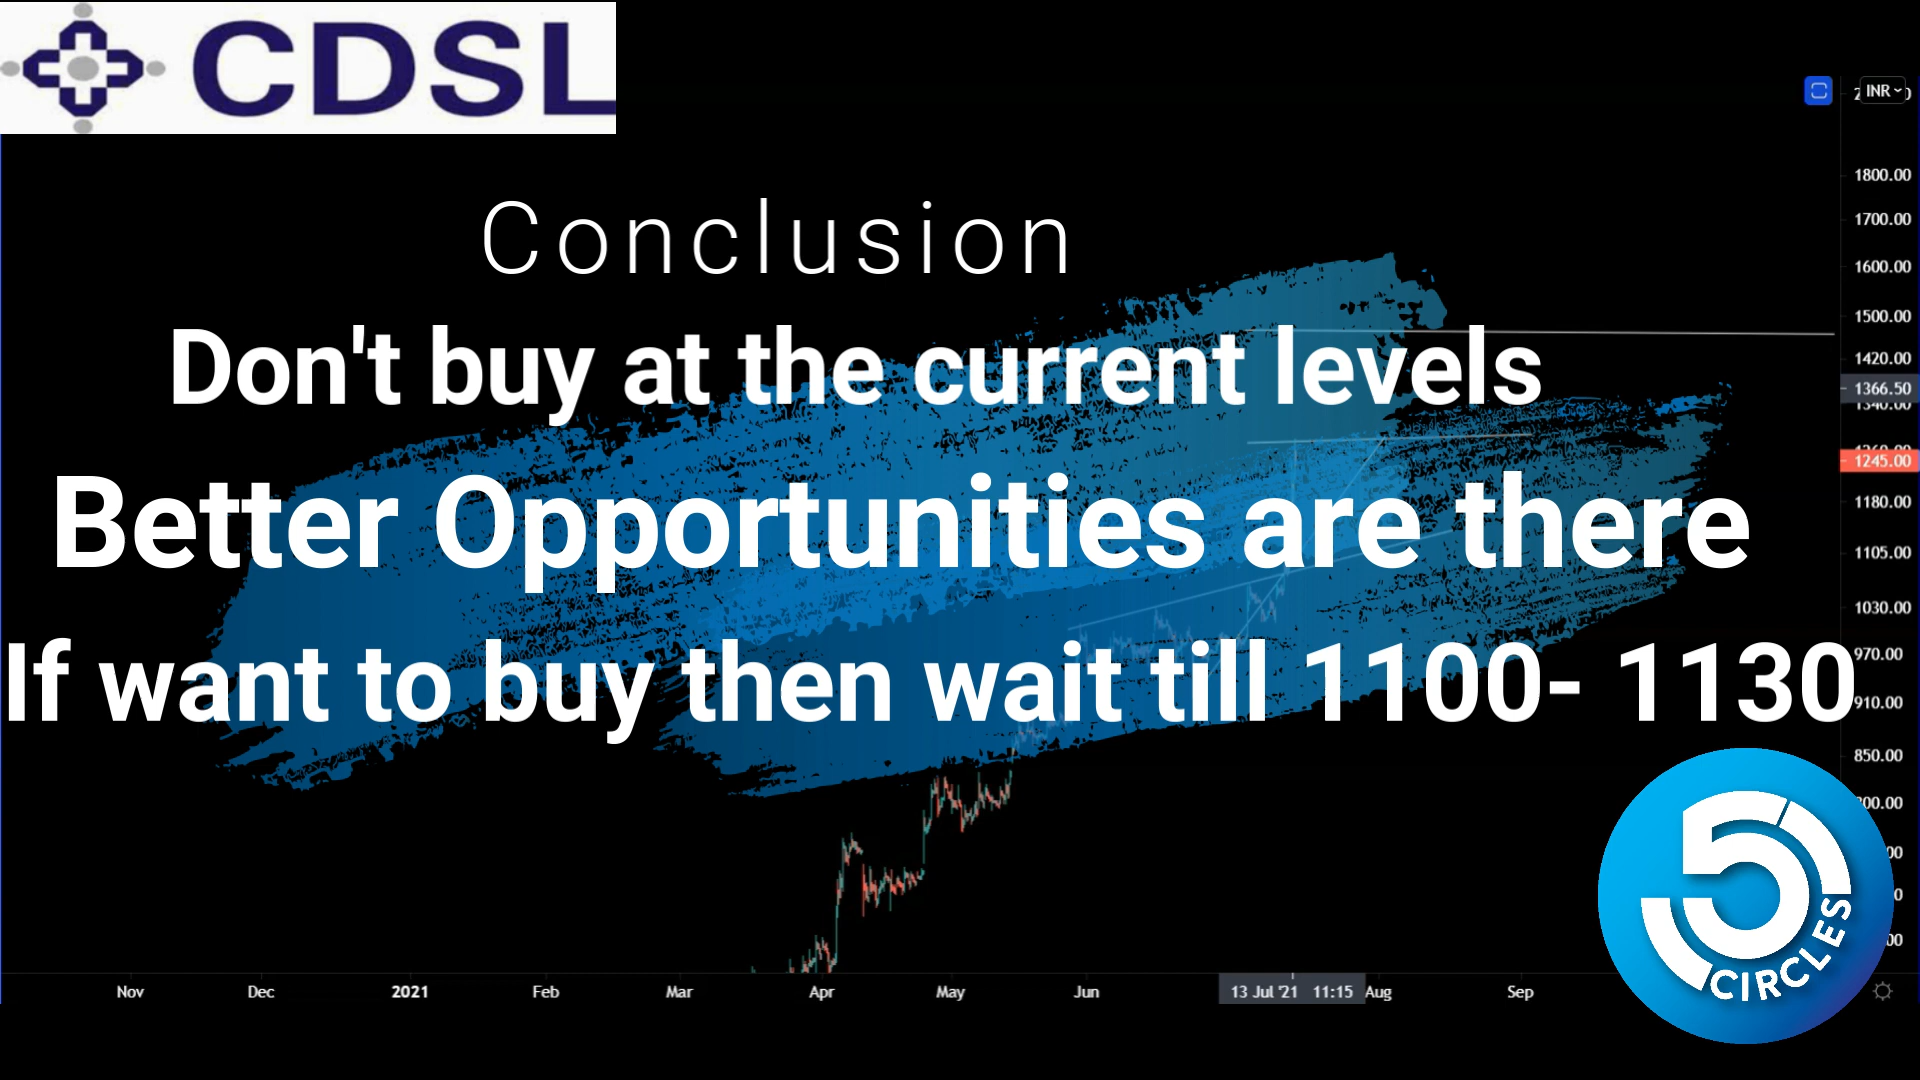 CDSL
INR
1800.00
Conclusion
1700.00
1600.00
1500.00
Don't buy at the current levels
1420.00
1366.50
1340.00
1245.00
Better Opportunities are there
1180.00
1105.00
1030.00
If want to buy then wait till 1100- 1130
970.00
910.00
850.00
5
CIRCLES
Nov
Dec
2021
Feb
Mar
Apr
May
Jun
13 Jul '21 11:15
Aug
Sep